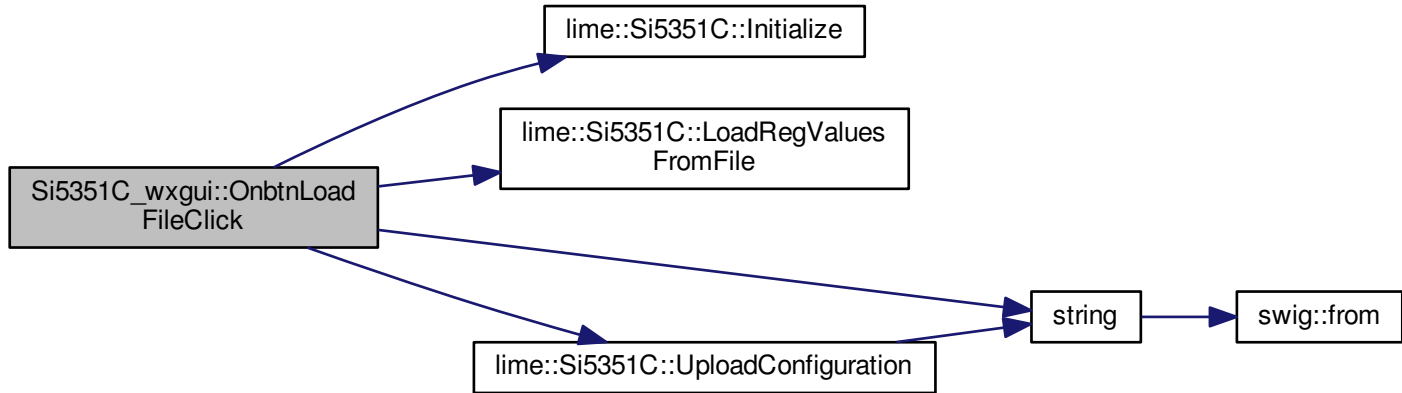 lime::Si5351C::Initialize
lime::Si5351C::LoadRegValues
FromFile
Si5351C_wxgui::OnbtnLoad
FileClick
string
swig::from
lime::Si5351C::UploadConfiguration